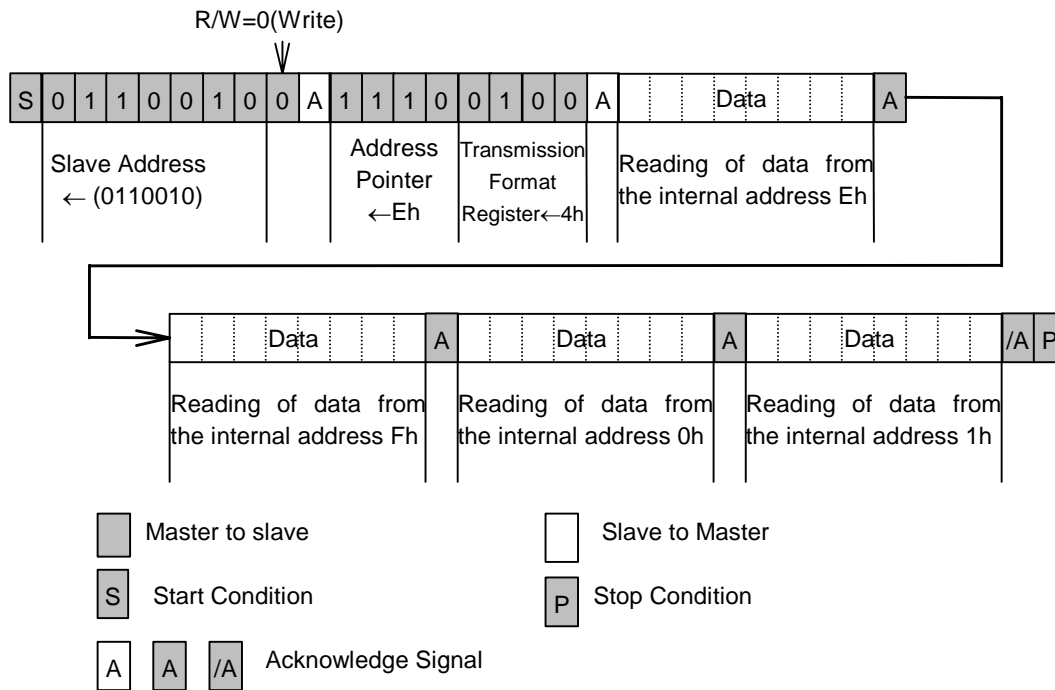 R/W=0(Write)
S 0 1 1 0 0 1 0 0 A 1 1 1 0 0 1 0 0 A Data A
Slave Address
← (0110010)
Address
Pointer
←Eh
Transmission
Format
Register←4h
Reading of data from
the internal address Eh
Data A Data A Data /A P
Reading of data from
the internal address Fh
Reading of data from
the internal address 0h
Reading of data from
the internal address 1h
Master to slave
Slave to Master
S Start Condition
P Stop Condition
A A /A Acknowledge Signal